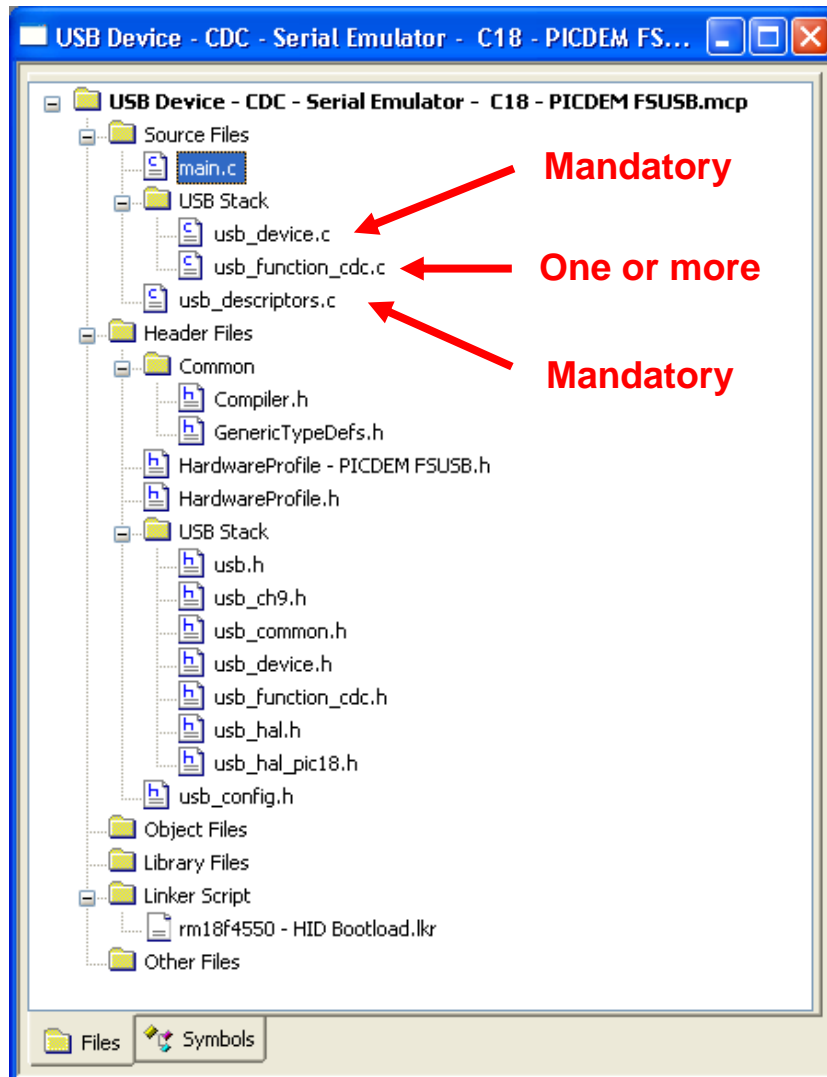 USB Device - CDC - Serial Emulator - C18 - PICDEM FS...
USB Device - CDC - Serial Emulator - C18 - PICDEM FSUSB.mcp
Source Files
main.c
Mandatory
USB Stack
usb_device.c
usb_function_cdc.c
One or more
usb_descriptors.c
Header Files
Common
Mandatory
Compiler.h
GenericTypeDefs.h
HardwareProfile - PICDEM FSUSB.h
HardwareProfile.h
USB Stack
usb.h
usb_ch9.h
usb_common.h
usb_device.h
usb_function_cdc.h
usb_hal.h
usb_hal_pic18.h
usb_config.h
Object Files
Library Files
Linker Script
rm18f4550 - HID Bootload.lkr
Other Files
Files
Symbols